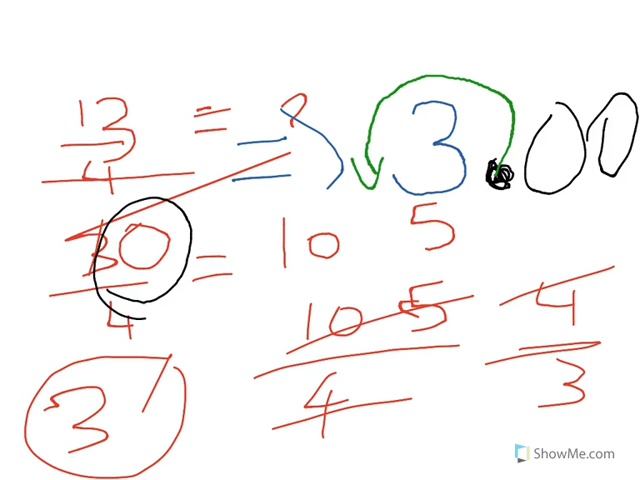 13 = ? => 3.00
4
30 = 10 5
4
10 5 4
4 3
3
ShowMe.com